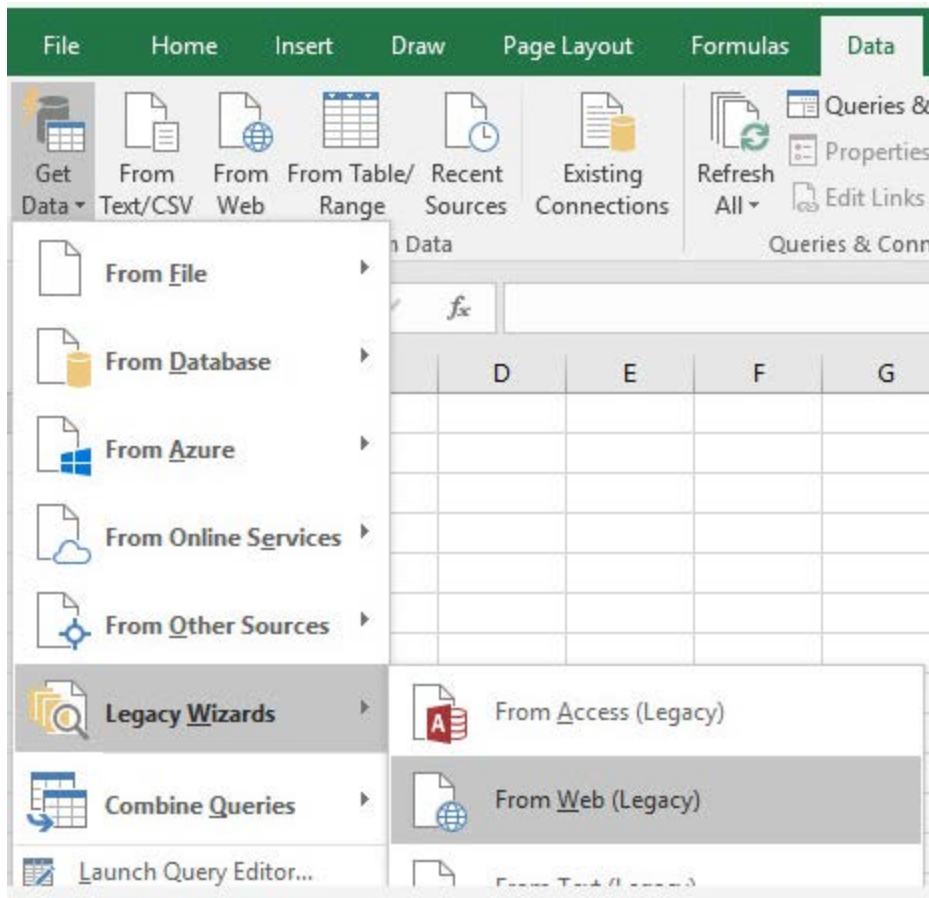 File Home Insert Draw Page Layout Formulas Data
Get Data From Text/CSV From Web From Table/ Range Recent Sources Existing Connections Refresh All Queries &
Properties
Edit Links
Data
Queries & Conn
From File
fx
From Database
D E F G
From Azure
From Online Services
From Other Sources
Legacy Wizards
From Access (Legacy)
From Web (Legacy)
Combine Queries
Launch Query Editor...
From Text (Legacy)